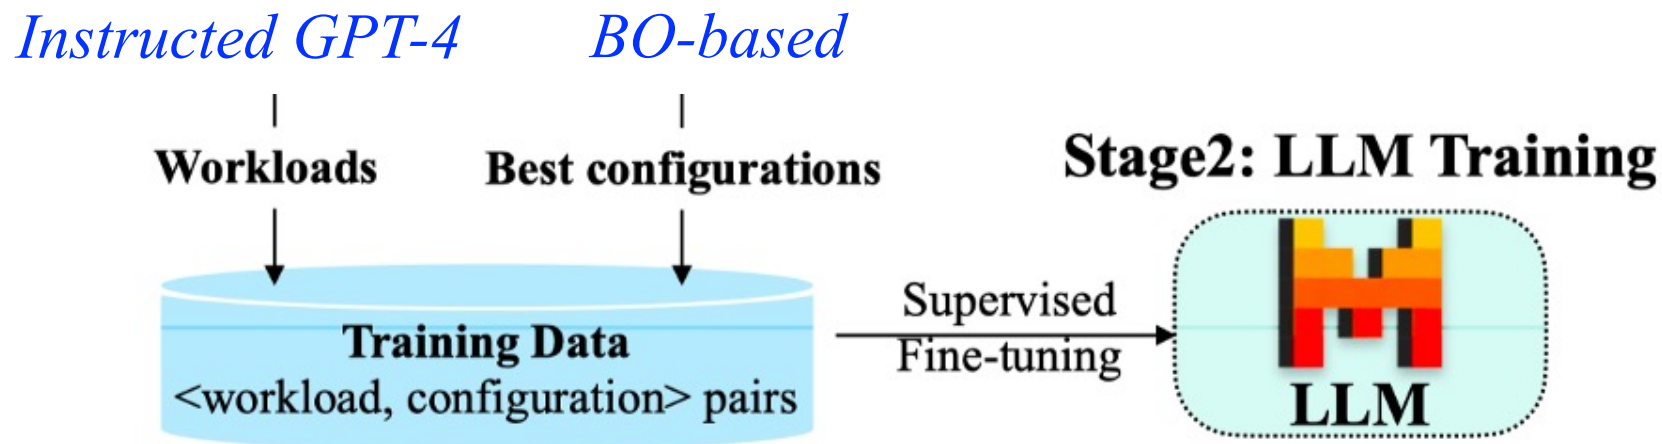 Instructed GPT-4
BO-based
Workloads
Best configurations
Stage2: LLM Training
Training Data
<workload, configuration> pairs
Supervised
Fine-tuning
LLM